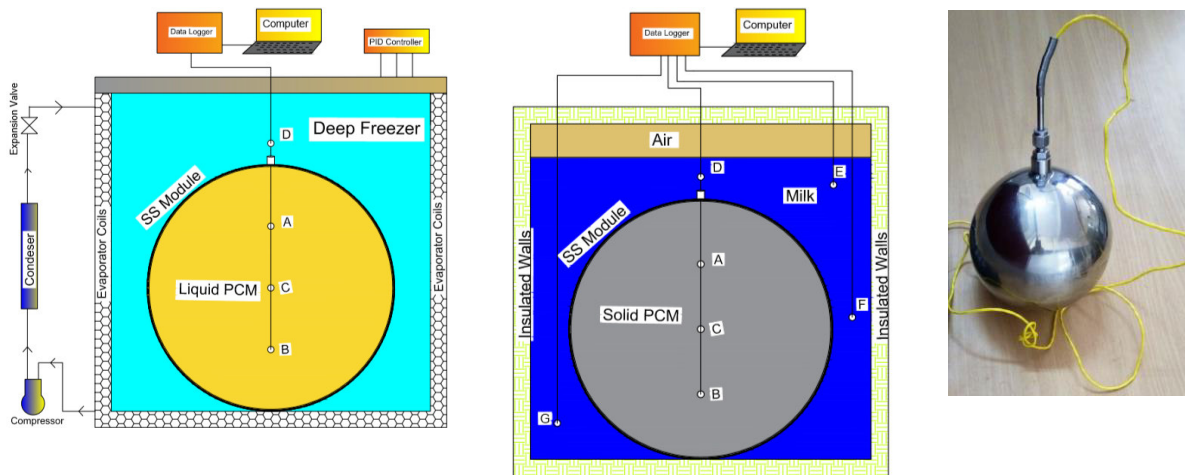 Data Logger
Computer
PID Controller
Expansion Valve
D
Deep Freezer
SS Module
A
Evaporator Coils
Evaporator Coils
Condeser
Liquid PCM
C
B
Compressor
Data Logger
Computer
Air
D
E
Milk
SS Module
Insulated Walls
Insulated Walls
A
F
Solid PCM
C
B
G